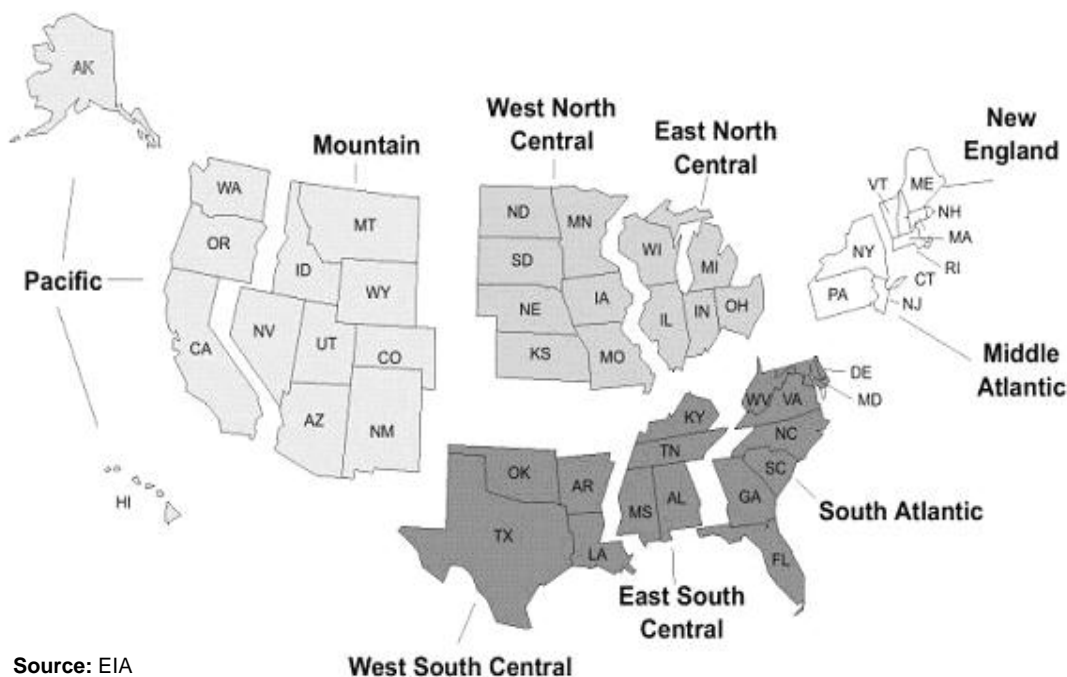 AK
West North
Central
East North
Central
New
England
Mountain
WA
OR
CA
Pacific
HI
MT
ID
WY
NV
UT
CO
AZ
NM
ND
MN
SD
NE
IA
KS
MO
WI
MI
IL
IN
OH
VT
ME
NH
MA
RI
CT
NY
PA
NJ
Middle
Atlantic
DE
MD
WV
VA
KY
NC
TN
SC
OK
AR
MS
AL
GA
TX
LA
FL
South Atlantic
East South
Central
West South Central
Source: EIA